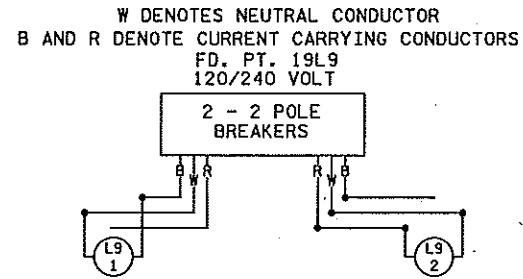 W DENOTES NEUTRAL CONDUCTOR
B AND R DENOTE CURRENT CARRYING CONDUCTORS
FD. PT. 19L9
120/240 VOLT
2 - 2 POLE
BREAKERS
B W R
R W B
L9
1
L9
2